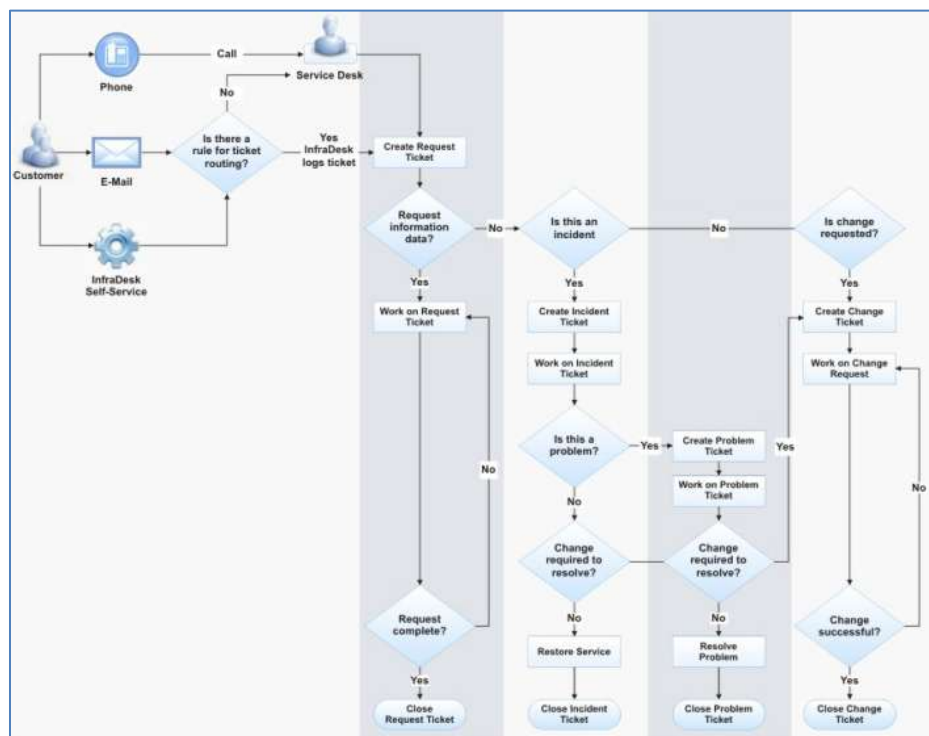 Call
Service Desk
Phone
No
Customer
E-Mail
Is there a
rule for ticket
routing?
Yes
InfraDesk
logs ticket
InfraDesk
Self-Service
Create Request
Ticket
Request
information
data?
No
Yes
Work on Request
Ticket
No
Request
complete?
Yes
Close
Request Ticket
Is this an
incident
No
Yes
Create Incident
Ticket
Work on Incident
Ticket
Is this a
problem?
Yes
No
Change
required to
resolve?
No
Restore Service
Close Incident
Ticket
Create Problem
Ticket
Work on Problem
Ticket
Change
required to
resolve?
Yes
No
Resolve
Problem
Close Problem
Ticket
Is change
requested?
Yes
Create Change
Ticket
Work on Change
Request
No
Change
successful?
Yes
Close Change
Ticket